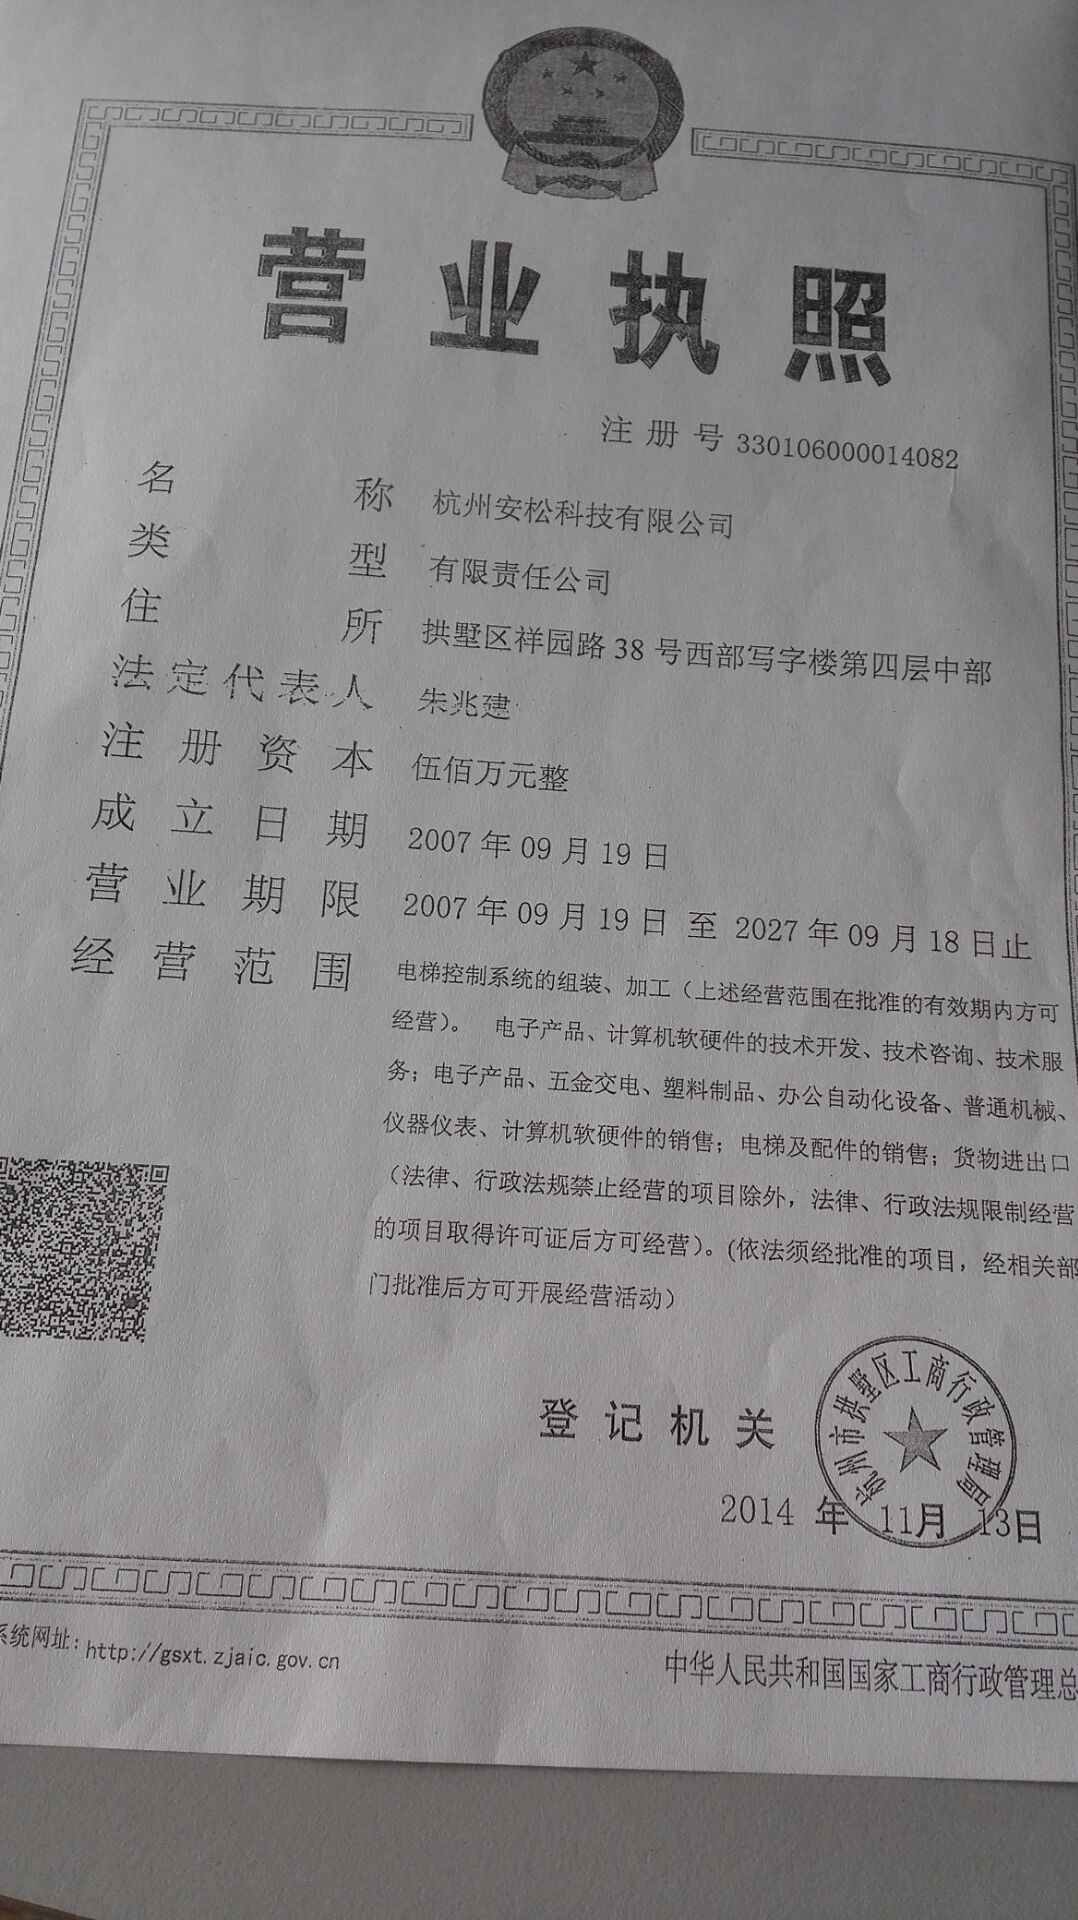 营业执照
注册号 330106000014082
名称 杭州安松科技有限公司
类型 有限责任公司
住所 拱墅区祥园路38号西部写字楼第四层中部
法定代表人 朱兆建
注册资本 伍佰万元整
成立日期 2007年09月19日
营业期限 2007年09月19日 至 2027年09月18日止
经营范围 电梯控制系统的组装、加工（上述经营范围在批准的有效期内方可
经营）。 电子产品、计算机软硬件的技术开发、技术咨询、技术服
务；电子产品、五金交电、塑料制品、办公自动化设备、普通机械、
仪器仪表、计算机软硬件的销售；电梯及配件的销售；货物进出口
（法律、行政法规禁止经营的项目除外，法律、行政法规限制经营
的项目取得许可证后方可经营）。(依法须经批准的项目，经相关部
门批准后方可开展经营活动）
杭州市拱墅区工商行政管理局
登记机关
2014 年 11月 13日
系统网址：http://gsxt.zjaic.gov.cn
中华人民共和国国家工商行政管理总